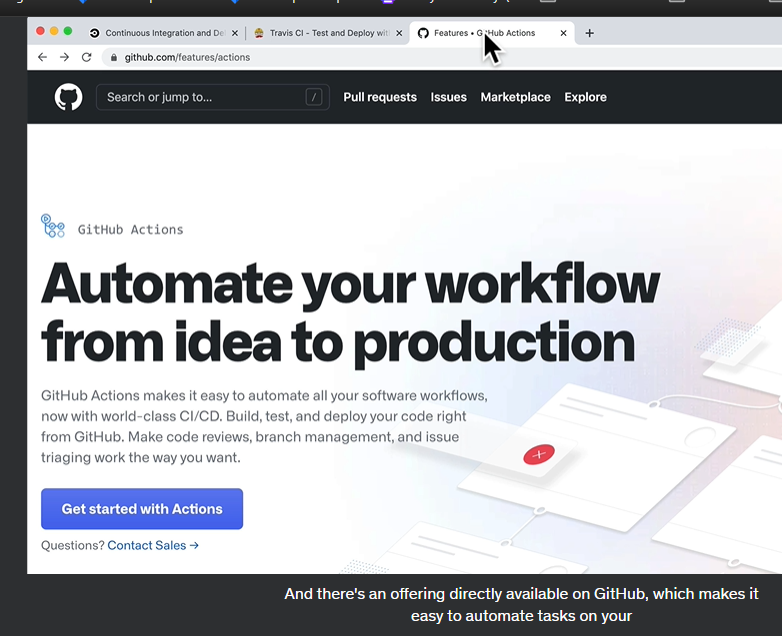 Continuous Integration and De
Travis CI - Test and Deploy wit
Features • GitHub Actions
github.com/features/actions
Search or jump to...
/
Pull requests
Issues
Marketplace
Explore
GitHub Actions
Automate your workflow
from idea to production
GitHub Actions makes it easy to automate all your software workflows,
now with world-class CI/CD. Build, test, and deploy your code right
from GitHub. Make code reviews, branch management, and issue
triaging work the way you want.
Get started with Actions
Questions? Contact Sales →
And there's an offering directly available on GitHub, which makes it
easy to automate tasks on your